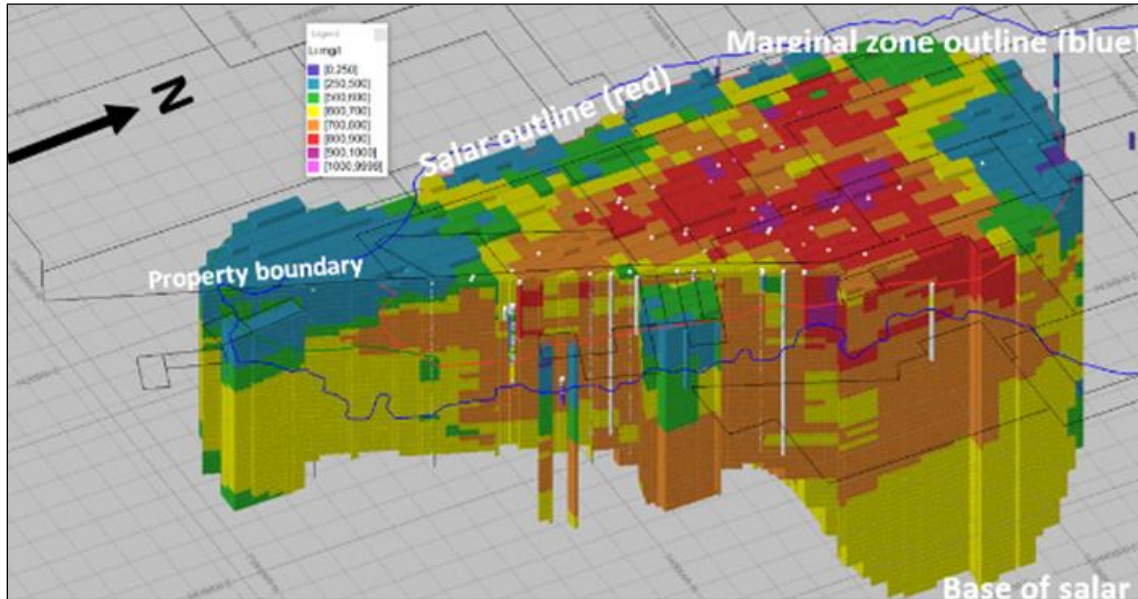 Marginal zone outline (blue)
Legend
Li mg/l
[0,250]
[250,500]
[500,600]
[600,700]
[700,800]
[800,900]
[900,1000]
[1000,9999]
N
Salar outline (red)
Property boundary
Base of salar